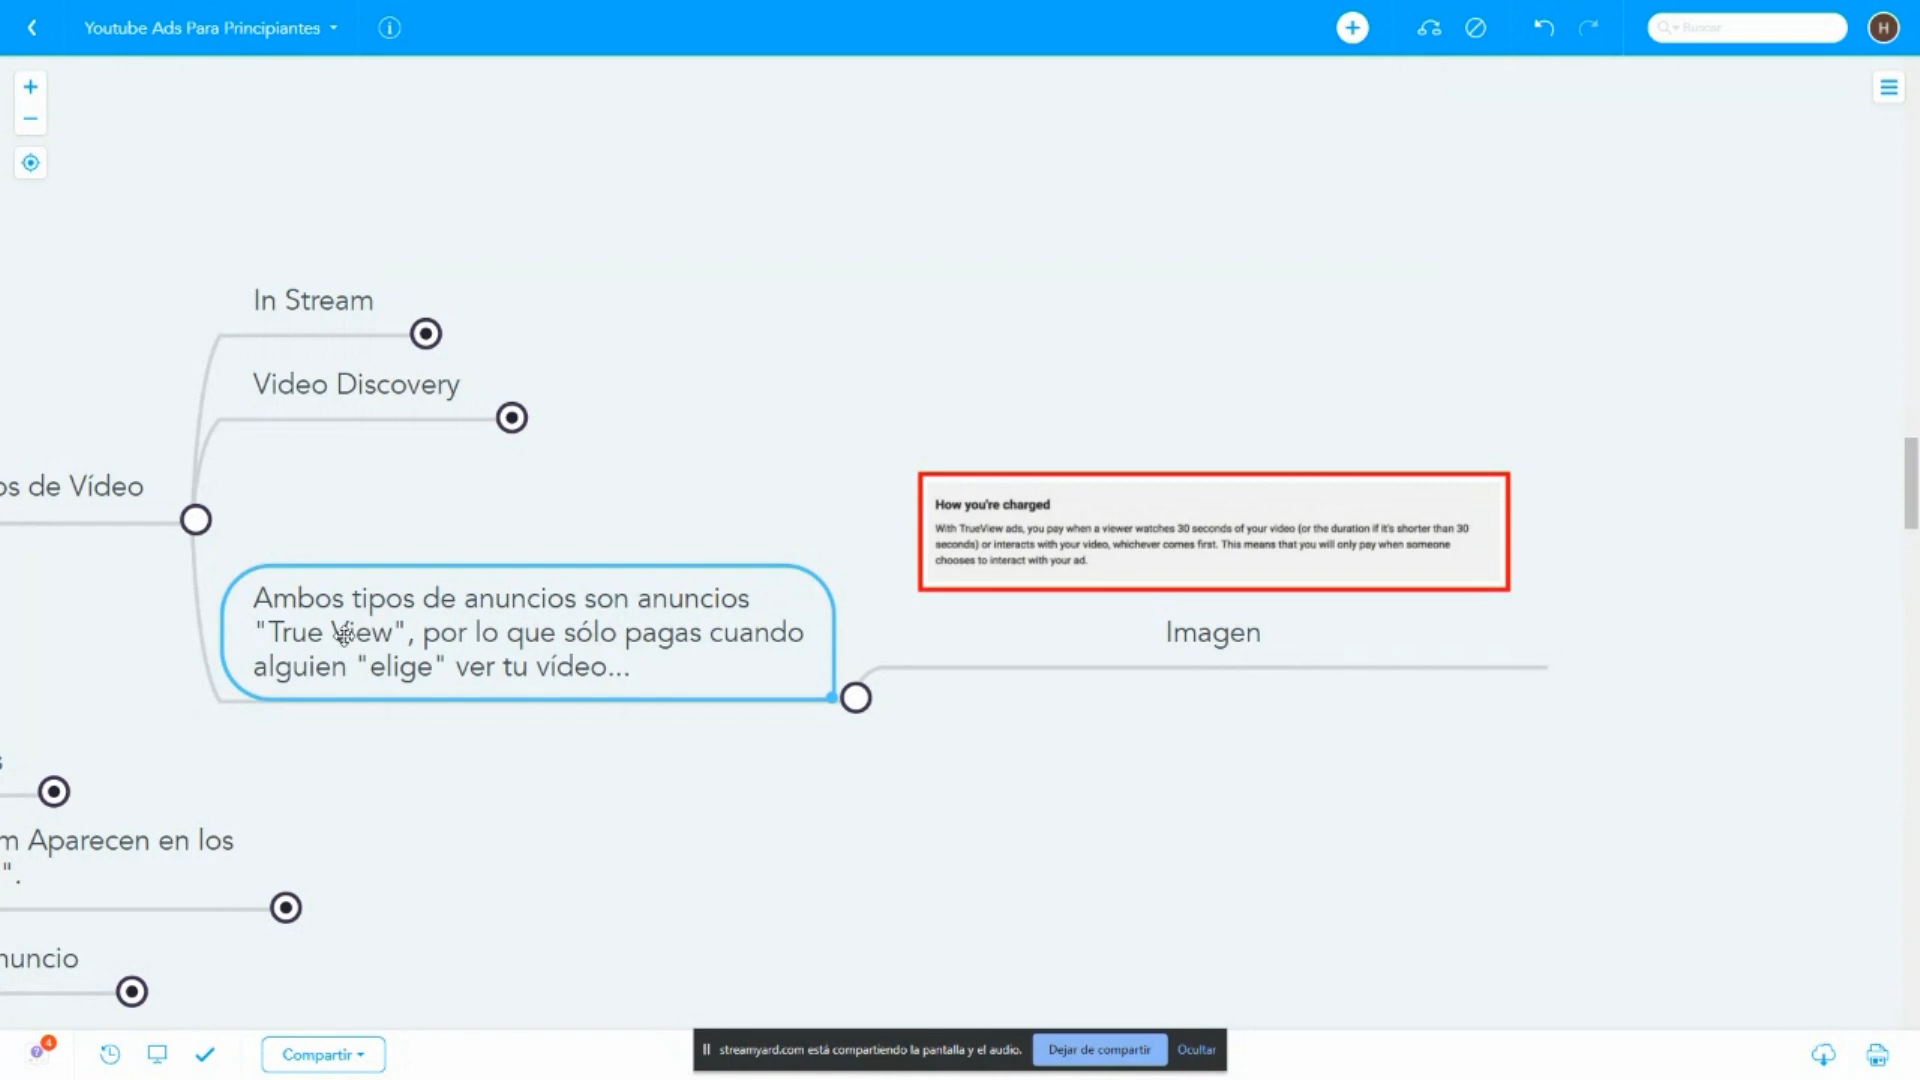 Youtube Ads Para Principiantes
Buscar
H
In Stream
Video Discovery
os de Vídeo
How you're charged
With TrueView ads, you pay when a viewer watches 30 seconds of your video (or the duration if it's shorter than 30
seconds) or interacts with your video, whichever comes first. This means that you will only pay when someone
chooses to interact with your ad.
Ambos tipos de anuncios son anuncios
"True View", por lo que sólo pagas cuando
alguien "elige" ver tu vídeo...
Imagen
s
m Aparecen en los
".
nuncio
4
Compartir
streamyard.com está compartiendo la pantalla y el audio.
Dejar de compartir
Ocultar